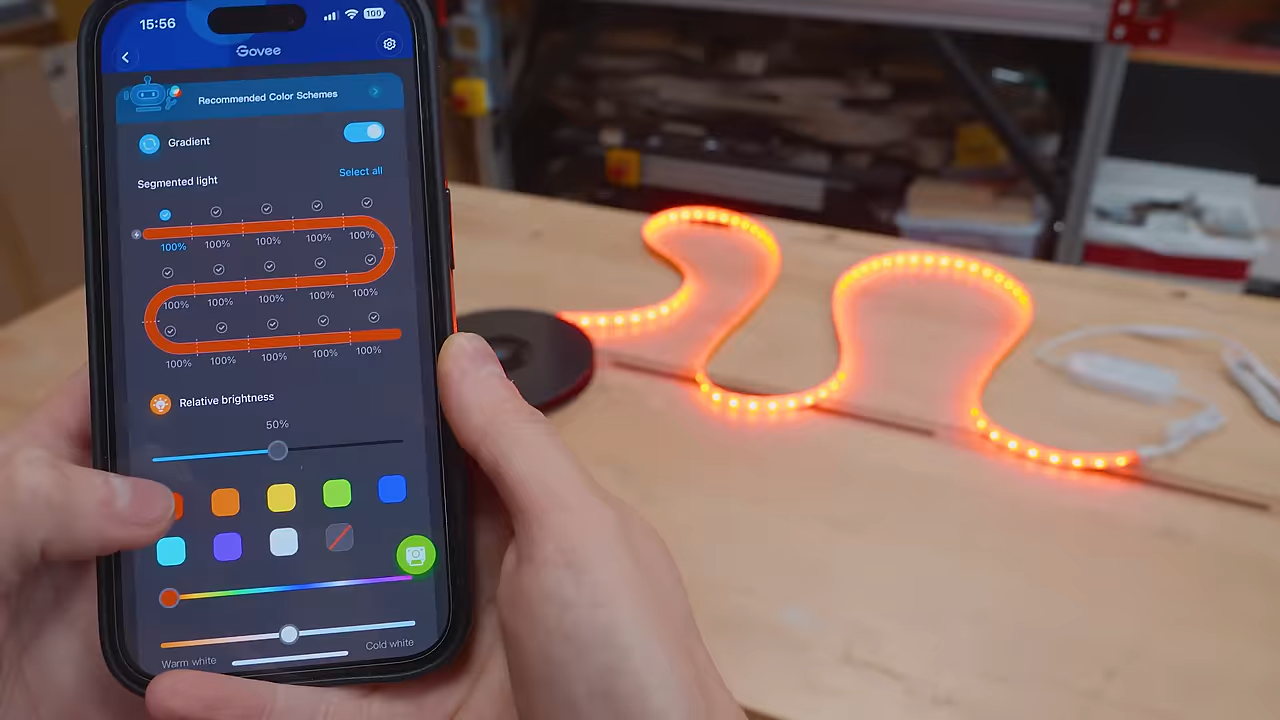 15:56
100
Govee
Recommended Color Schemes
Gradient
Segmented light
Select all
100% 100% 100% 100% 100%
100% 100% 100% 100% 100%
100% 100% 100% 100% 100%
Relative brightness
50%
Warm white
Cold white